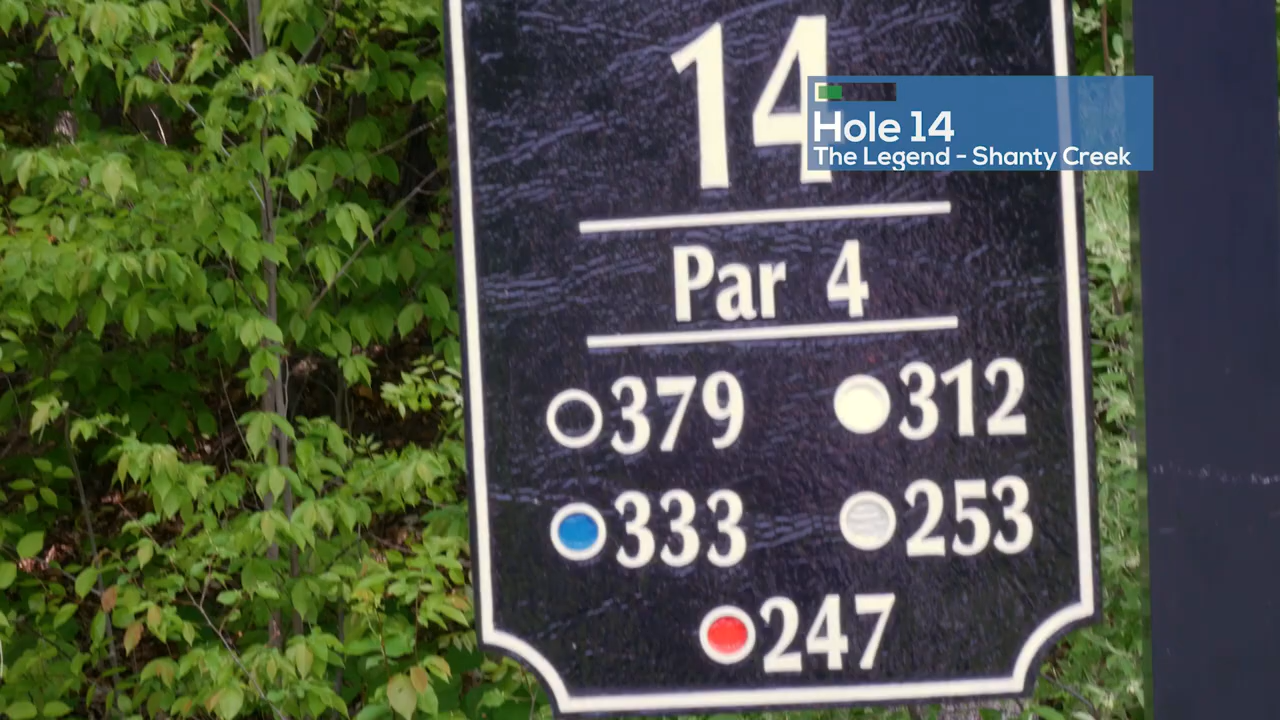 14
Hole 14
The Legend - Shanty Creek
Par 4
379 312
333 253
247